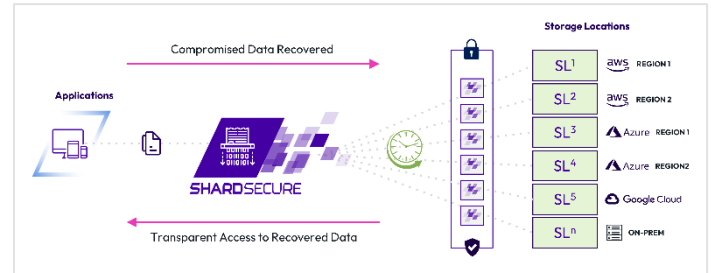 Storage Locations
Compromised Data Recovered
Applications
SHARDSECURE
Transparent Access to Recovered Data
SL¹ aws REGION 1
SL² aws REGION 2
SL³ Azure REGION 1
SL⁴ Azure REGION2
SL⁵ Google Cloud
SLⁿ ON-PREM